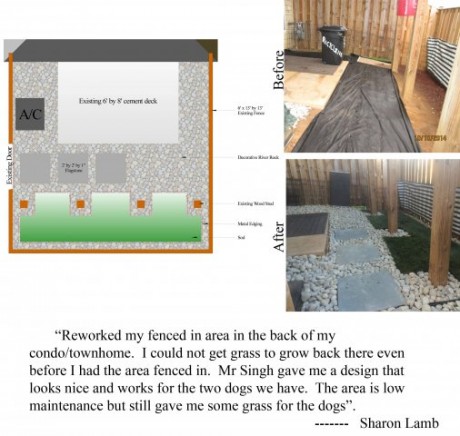 Existing 6' by 8' cement deck
A/C
Existing Door
8' x 15' by 15'
Existing Fence
Decorative River Rock
2' by 2' by 1"
Flagstone
Existing Wood Stud
Metal Edging
Sod
Before
After
“Reworked my fenced in area in the back of my
condo/townhome. I could not get grass to grow back there even
before I had the area fenced in. Mr Singh gave me a design that
looks nice and works for the two dogs we have. The area is low
maintenance but still gave me some grass for the dogs”.
------- Sharon Lamb